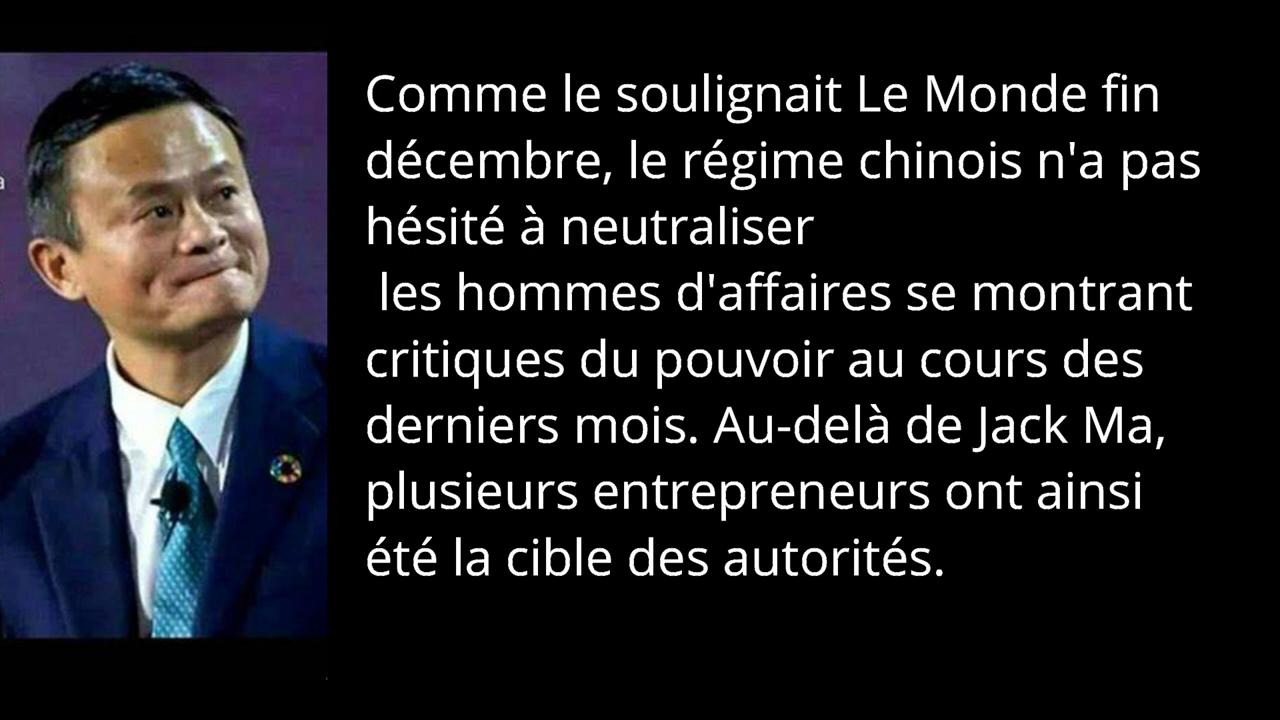 Comme le soulignait Le Monde fin
décembre, le régime chinois n'a pas
hésité à neutraliser
les hommes d'affaires se montrant
critiques du pouvoir au cours des
derniers mois. Au-delà de Jack Ma,
plusieurs entrepreneurs ont ainsi
été la cible des autorités.